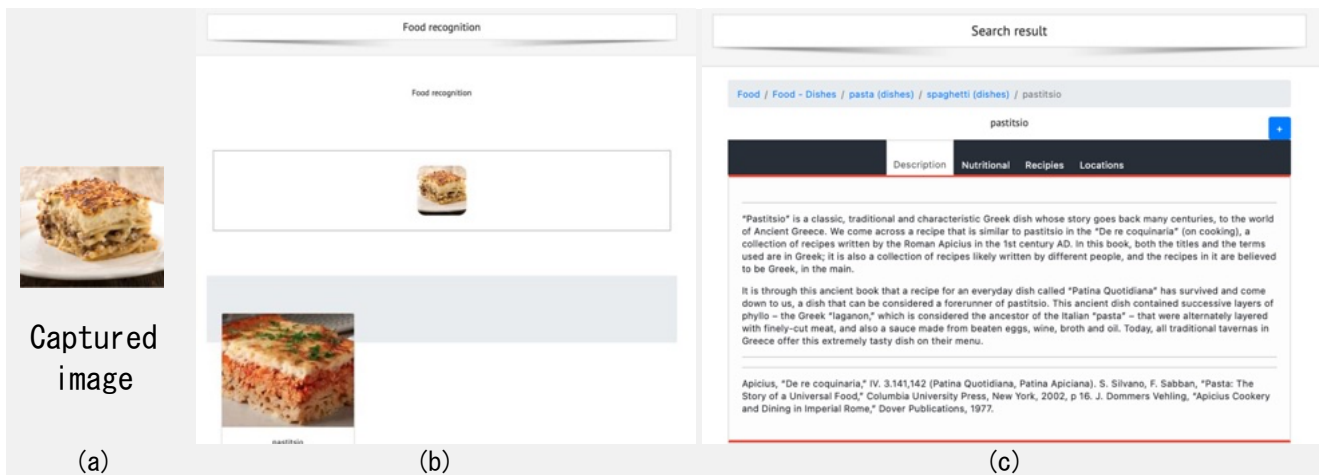 Captured
image
(a)
Food recognition
Food recognition
pastitsio
(b)
Search result
Food / Food - Dishes / pasta (dishes) / spaghetti (dishes) / pastitsio
pastitsio
+
Description Nutritional Recipies Locations
"Pastitsio" is a classic, traditional and characteristic Greek dish whose story goes back many centuries, to the world
of Ancient Greece. We come across a recipe that is similar to pastitsio in the "De re coquinaria" (on cooking), a
collection of recipes written by the Roman Apicius in the 1st century AD. In this book, both the titles and the terms
used are in Greek; it is also a collection of recipes likely written by different people, and the recipes in it are believed
to be Greek, in the main.
It is through this ancient book that a recipe for an everyday dish called "Patina Quotidiana" has survived and come
down to us, a dish that can be considered a forerunner of pastitsio. This ancient dish contained successive layers of
phyllo – the Greek "laganon," which is considered the ancestor of the Italian "pasta" – that were alternately layered
with finely-cut meat, and also a sauce made from beaten eggs, wine, broth and oil. Today, all traditional tavernas in
Greece offer this extremely tasty dish on their menu.
Apicius, "De re coquinaria," IV. 3.141,142 (Patina Quotidiana, Patina Apiciana). S. Silvano, F. Sabban, "Pasta: The
Story of a Universal Food," Columbia University Press, New York, 2002, p 16. J. Dommers Vehling, "Apicius Cookery
and Dining in Imperial Rome," Dover Publications, 1977.
(c)